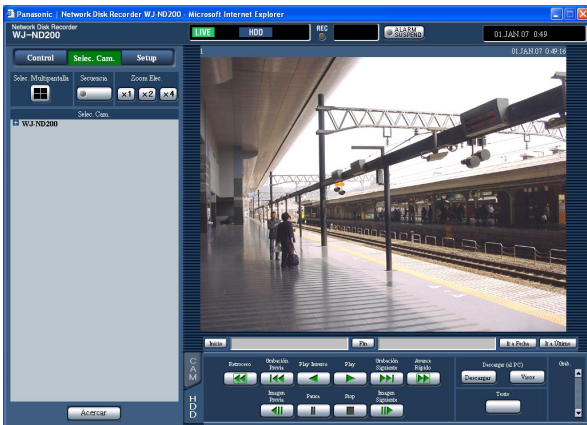 Panasonic | Network Disk Recorder WJ-ND200 - Microsoft Internet Explorer
Network Disk Recorder
WJ-ND200
LIVE HDD REC ALARM SUSPEND 01.JAN.07 0:49
Control Selec. Cam. Setup
1 01.JAN.07 0:49:16
Selec. Multipantalla Secuencia Zoom Elec.
x1 x2 x4
Selec. Cam.
WJ-ND200
Inicio Fin Ir a Fecha Ir a Último
CAM
Retroceso Grabación Previa Play Inverso Play Grabación Siguiente Avance Rápido
Descargar (al PC) Grab.
Descargar Visor
HDD
Imagen Previa Pausa Stop Imagen Siguiente
Texto
Acercar